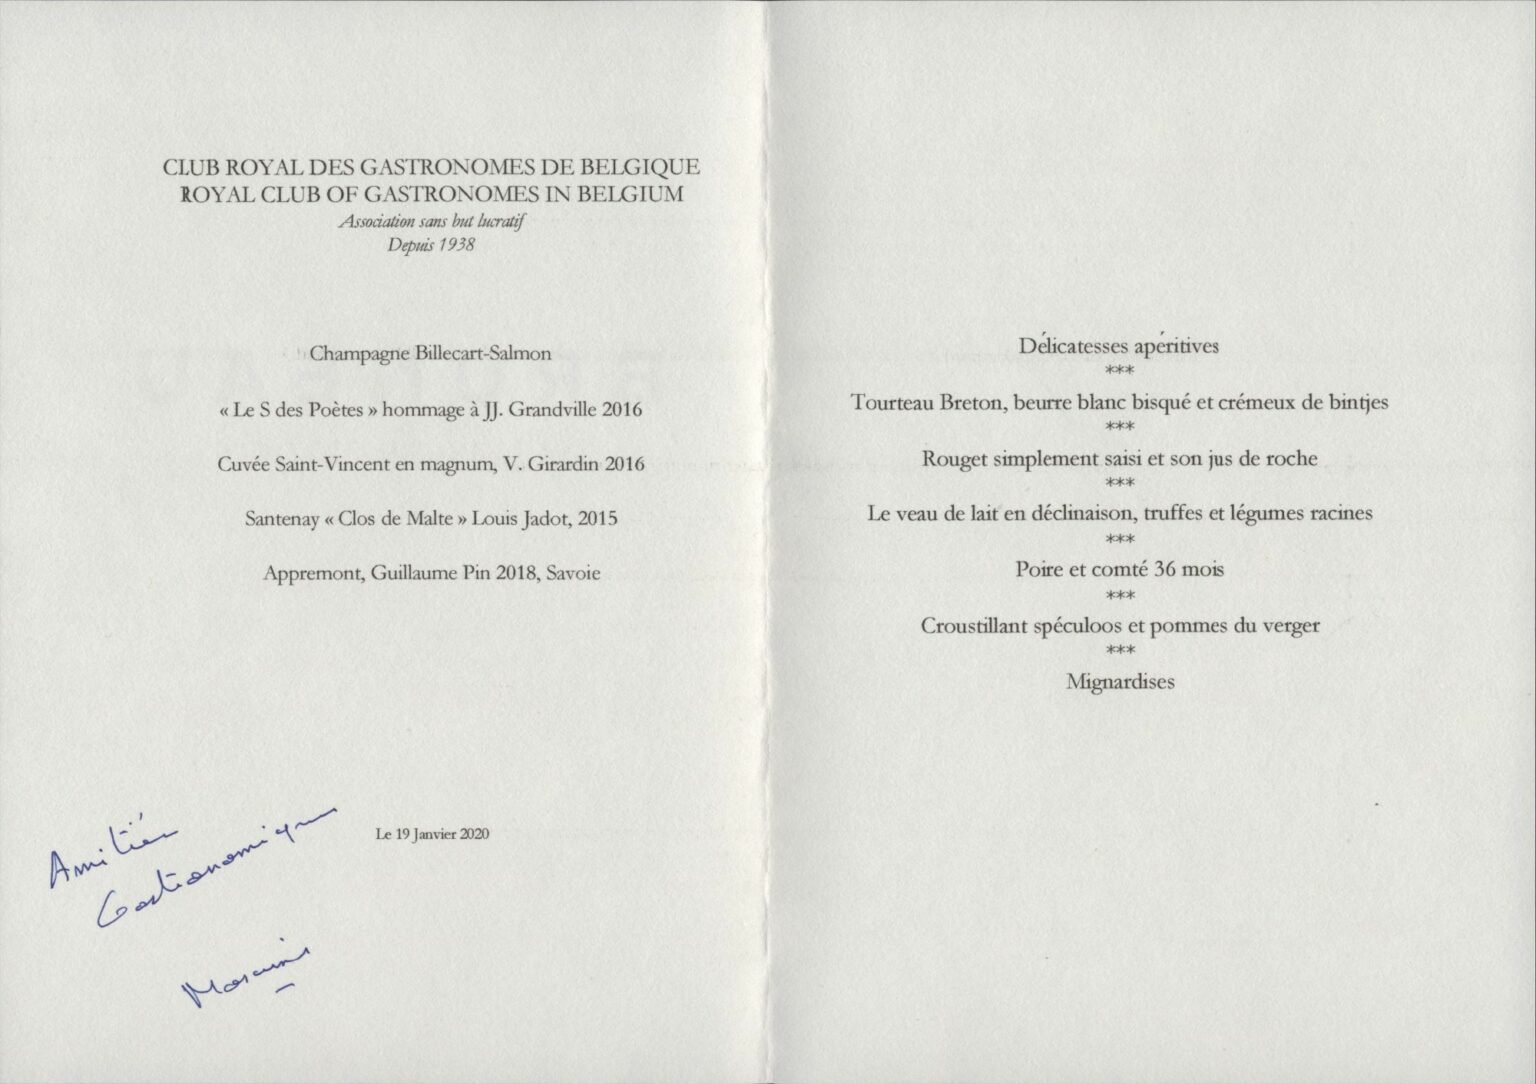 CLUB ROYAL DES GASTRONOMES DE BELGIQUE
ROYAL CLUB OF GASTRONOMES IN BELGIUM
Association sans but lucratif
Depuis 1938
Champagne Billecart-Salmon
« Le S des Poètes » hommage à JJ. Grandville 2016
Cuvée Saint-Vincent en magnum, V. Girardin 2016
Santenay « Clos de Malte » Louis Jadot, 2015
Appremont, Guillaume Pin 2018, Savoie
Le 19 Janvier 2020
Amitiés
Gastronomiques
Délicatesses apéritives
***
Tourteau Breton, beurre blanc bisqué et crémeux de bintjes
***
Rouget simplement saisi et son jus de roche
***
Le veau de lait en déclinaison, truffes et légumes racines
***
Poire et comté 36 mois
***
Croustillant spéculoos et pommes du verger
***
Mignardises